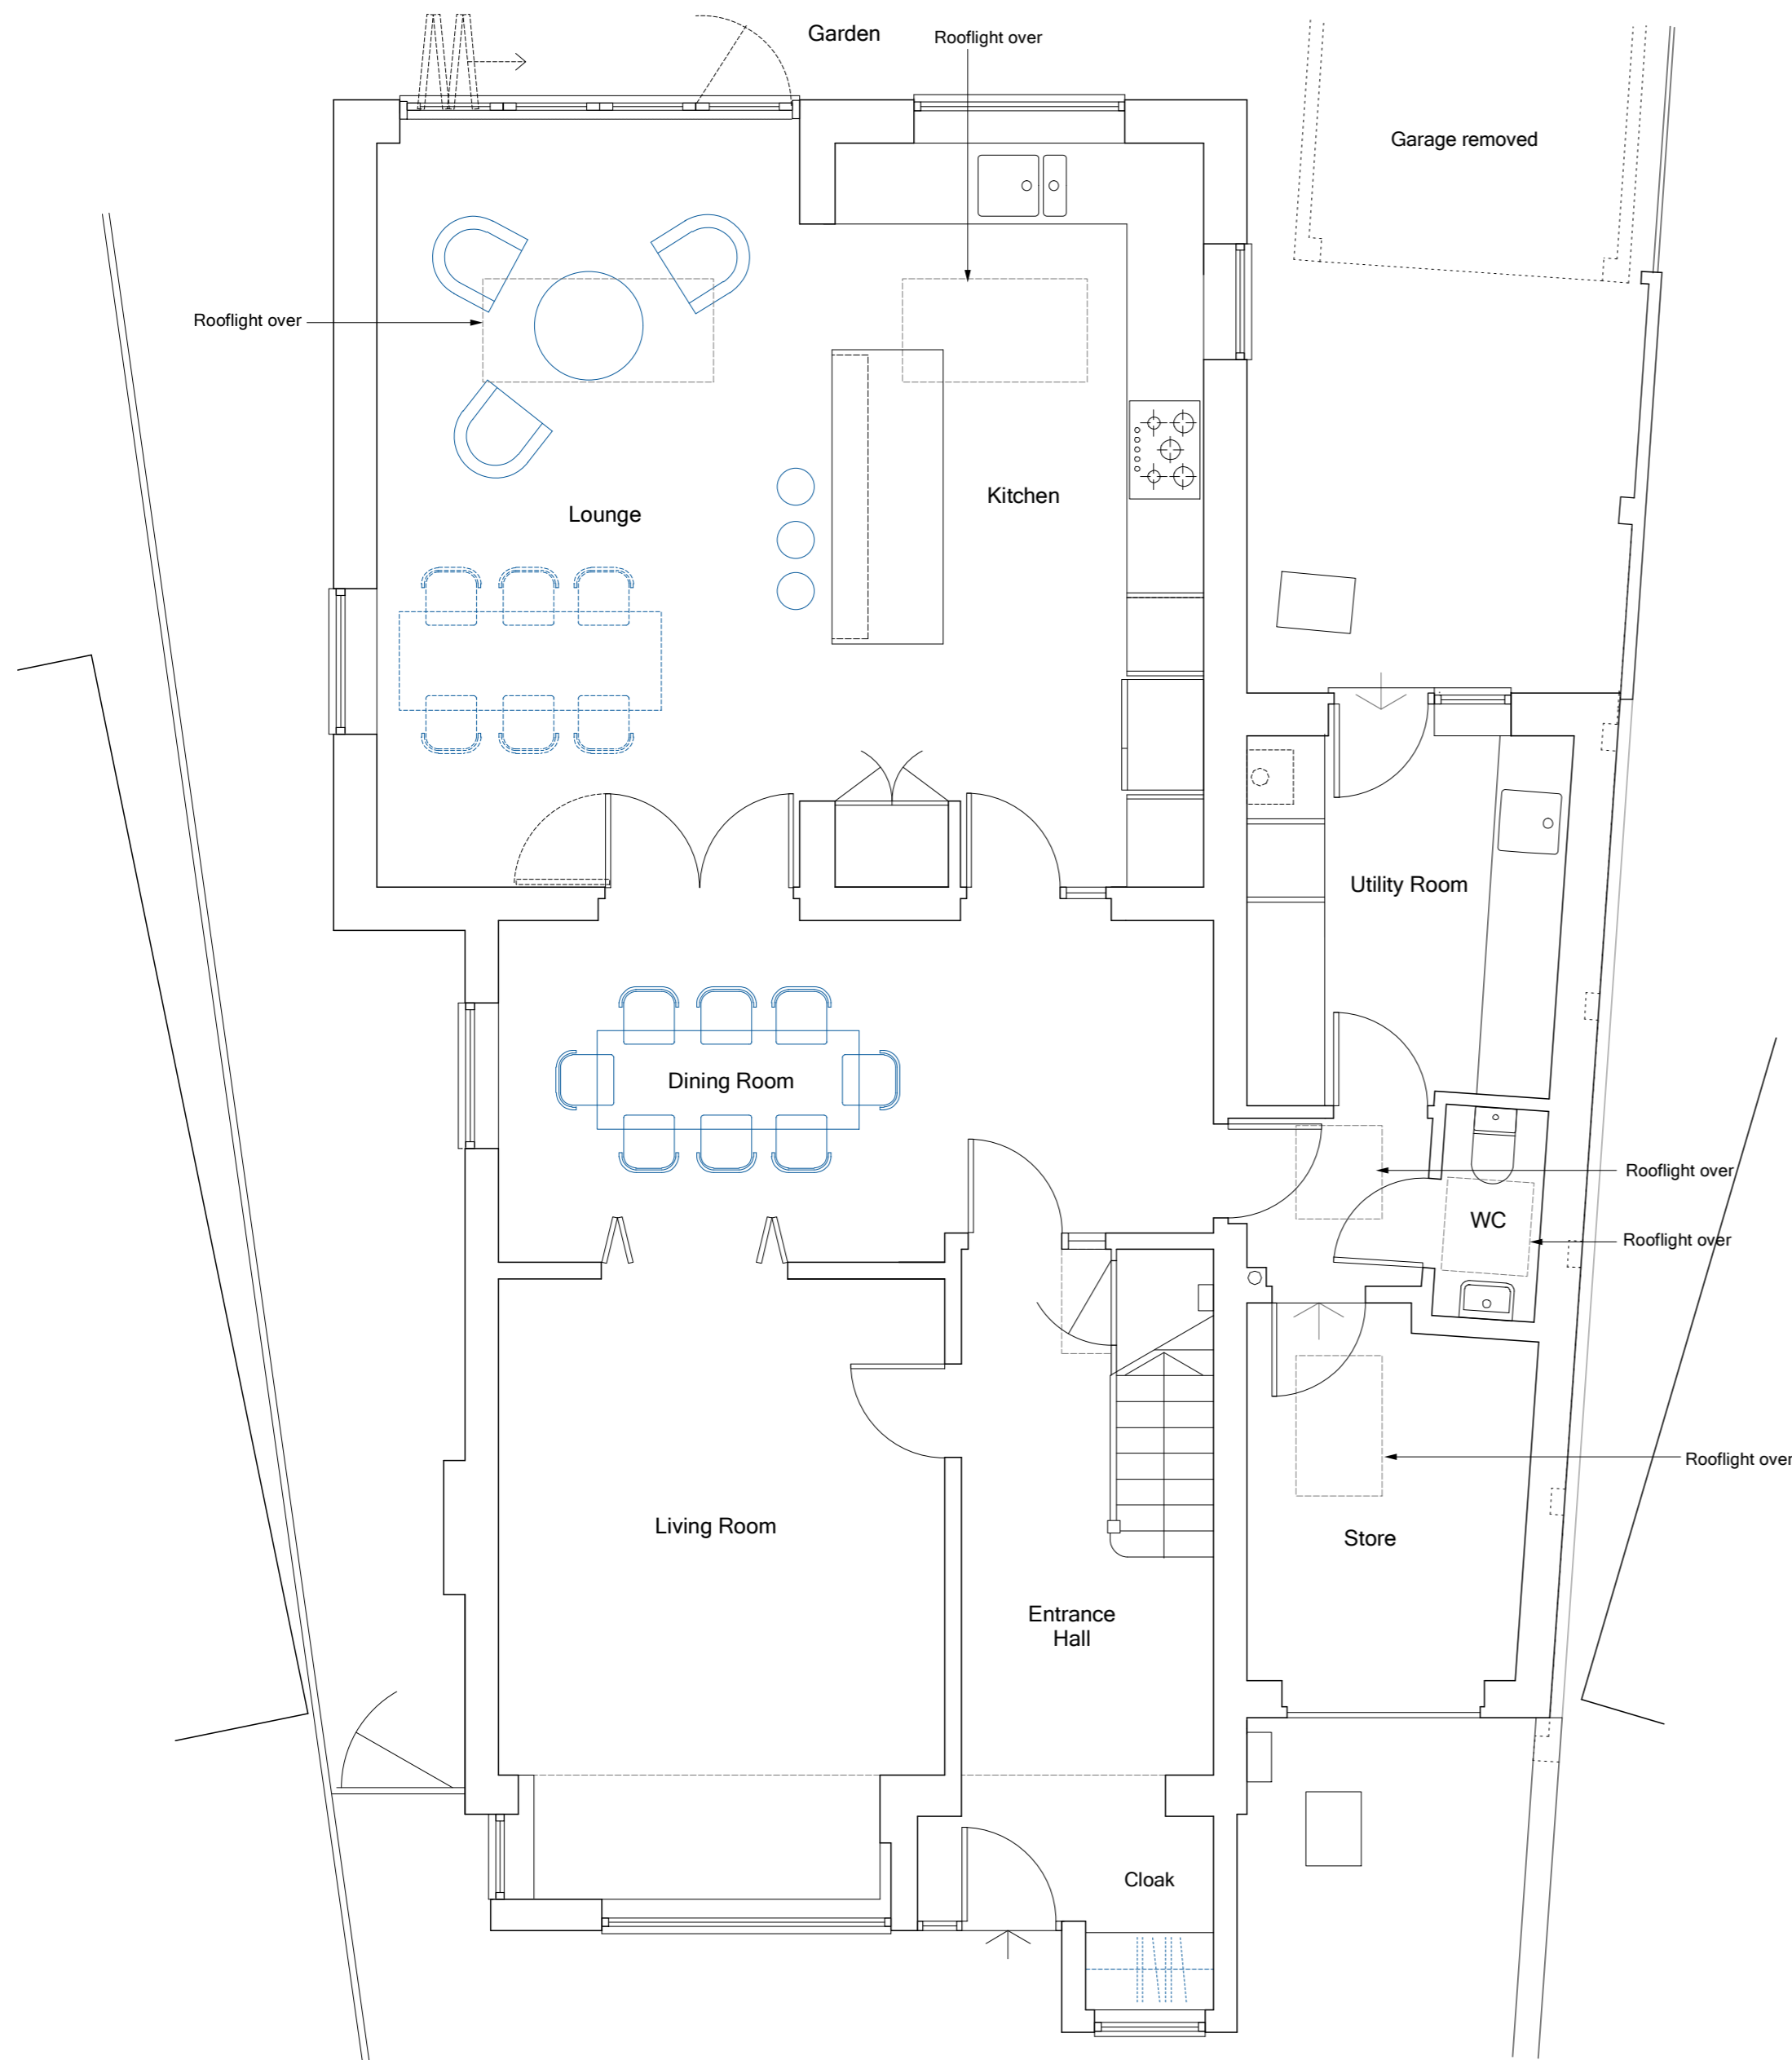 Garden
Rooflight over
Garage removed
Rooflight over
Kitchen
Lounge
Utility Room
Dining Room
Rooflight over
WC
Rooflight over
Rooflight over
Living Room
Store
Entrance
Hall
Cloak